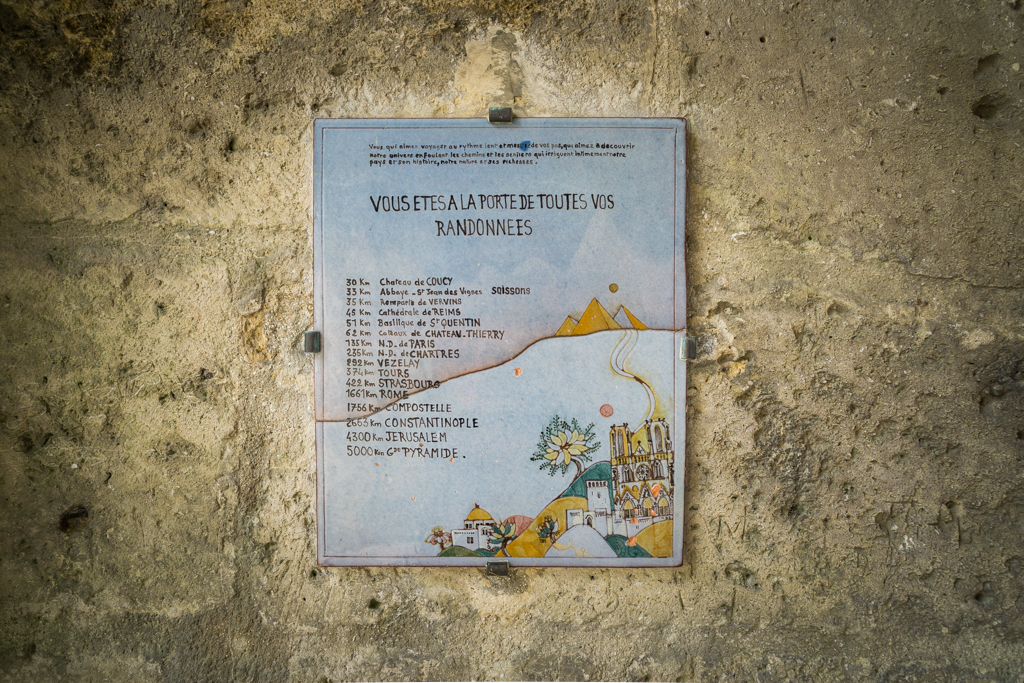 Vous, qui aimez voyager au rythme lent et mesuré de vos pas, qui aimez à découvrir
notre univers en foulant les chemins et les sentiers qui irriguent intimement notre
pays et son histoire, notre nature et ses richesses.
VOUS ETES A LA PORTE DE TOUTES VOS
RANDONNEES
30 Km Chateau de COUCY
33 Km Abbaye - St Jean des Vignes Soissons
35 Km Remparts de VERVINS
45 Km Cathédrale de REIMS
51 Km Basilique de St QUENTIN
62 Km Coteaux de CHATEAU-THIERRY
135 Km N.D. de PARIS
235 Km N.D. de CHARTRES
292 Km VEZELAY
374 Km TOURS
422 Km STRASBOURG
1661 Km ROME
1756 Km COMPOSTELLE
2663 Km CONSTANTINOPLE
4300 Km JERUSALEM
5000 Km Gde PYRAMIDE.